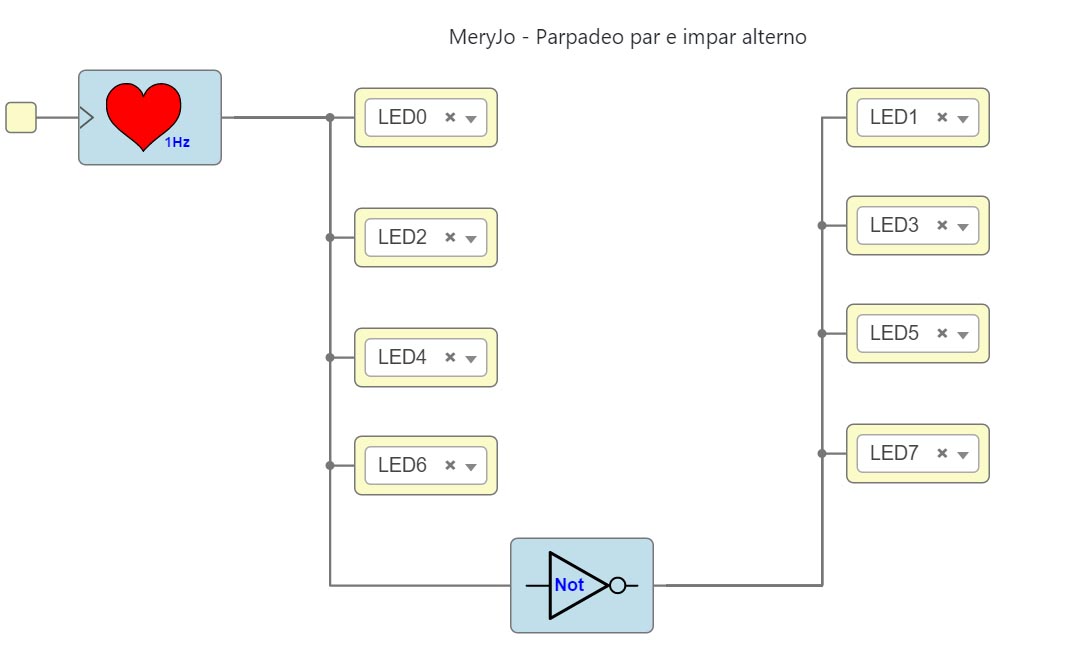 MeryJo - Parpadeo par e impar alterno
1Hz
LED0
LED1
LED2
LED3
LED4
LED5
LED6
LED7
Not